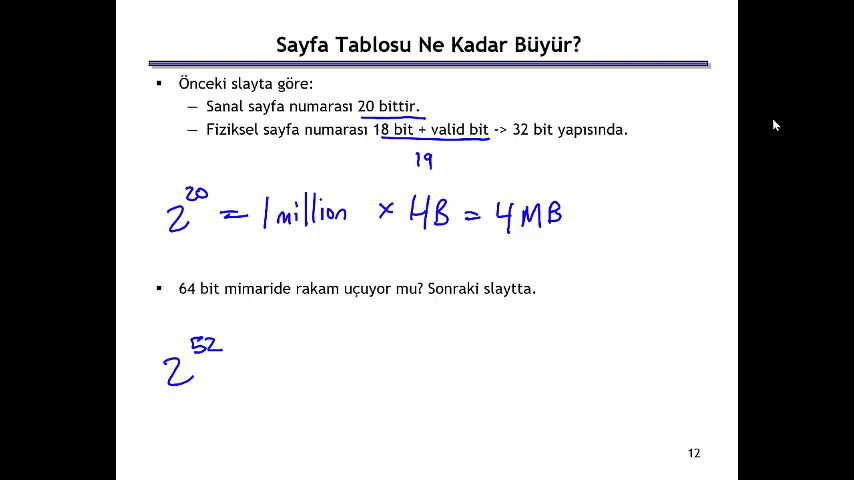 Sayfa Tablosu Ne Kadar Büyür?
▪ Önceki slayta göre:
— Sanal sayfa numarası 20 bittir.
— Fiziksel sayfa numarası 18 bit + valid bit -> 32 bit yapısında.
19
2^20 = 1 million × 4B = 4 MB
▪ 64 bit mimaride rakam uçuyor mu? Sonraki slaytta.
2^52
12